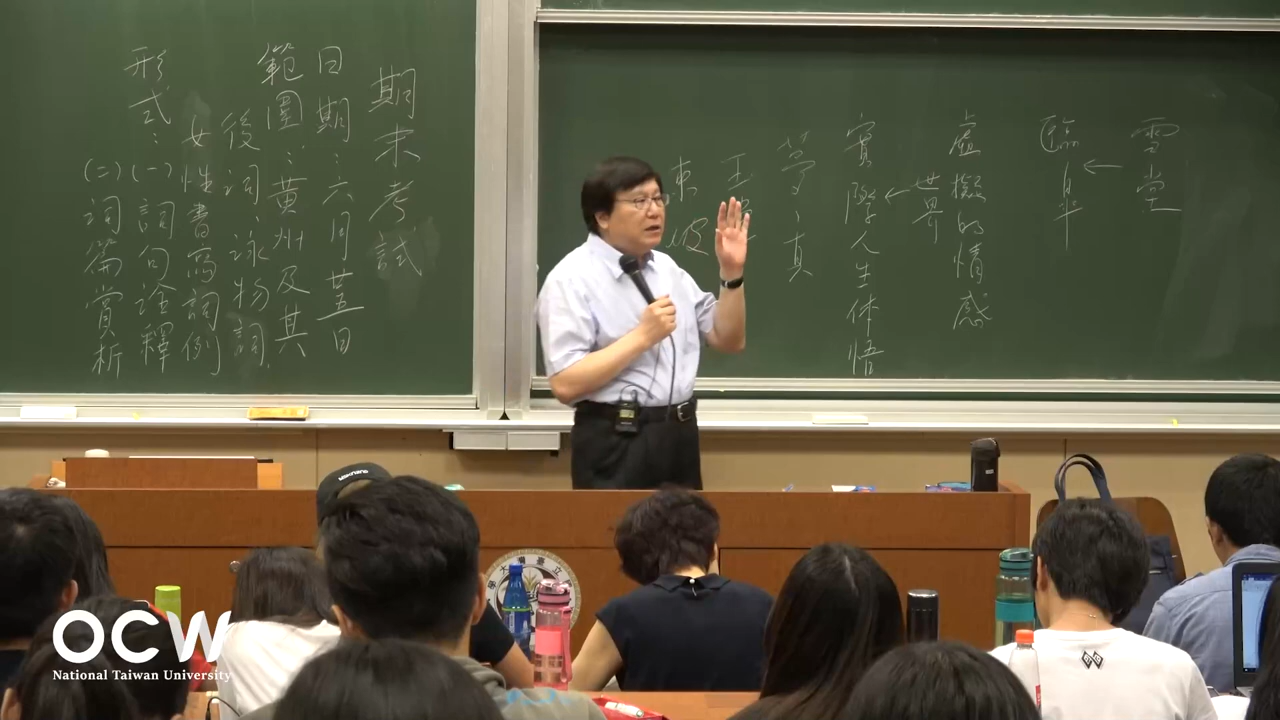 期末考試
日期：六月廿五日
範圍：黃州及其
後詞、詠物詞、
女性書寫詞例
形式：(一)詞句詮釋
(二)詞篇賞析
雪堂
臨皋 ←
虛擬的情感
世界
實際人生体悟 ←
夢、真
王
東坡
OCW
National Taiwan University